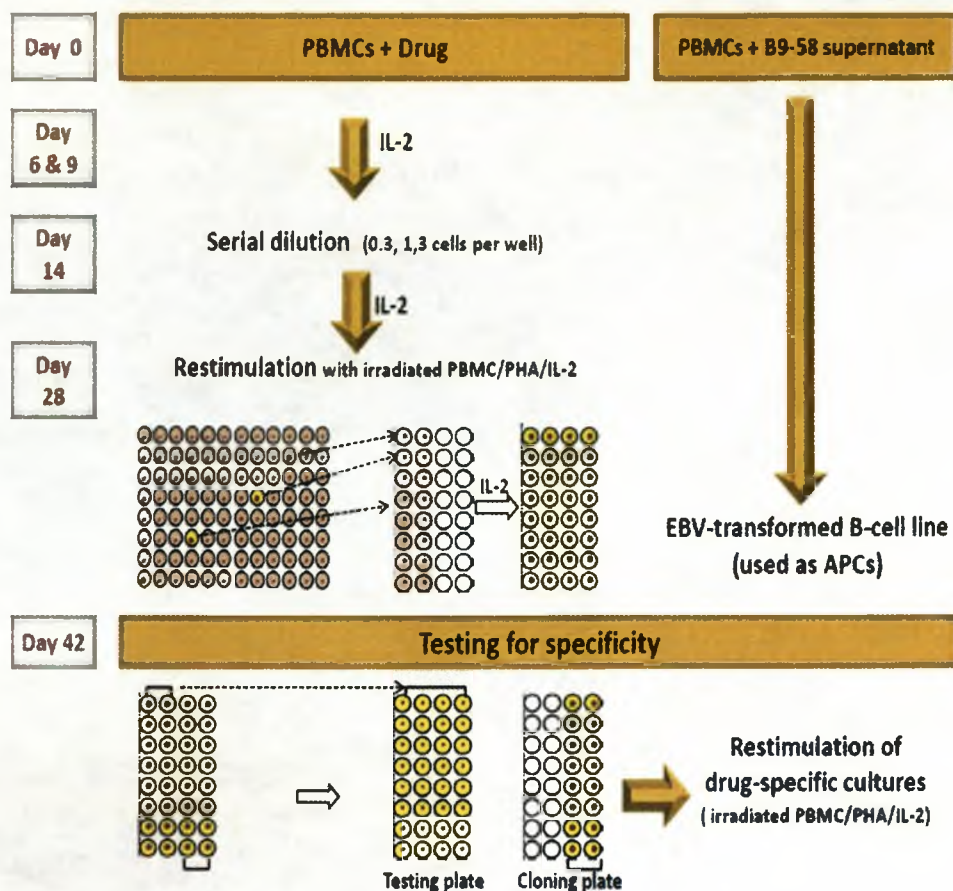 Day 0
PBMCs + Drug
PBMCs + B9-58 supernatant
Day
6 & 9
IL-2
Day
14
Serial dilution (0.3, 1,3 cells per well)
IL-2
Day
28
Restimulation with irradiated PBMC/PHA/IL-2
IL-2
EBV-transformed B-cell line
(used as APCs)
Day 42
Testing for specificity
Restimulation of
drug-specific cultures
( irradiated PBMC/PHA/IL-2)
Testing plate
Cloning plate